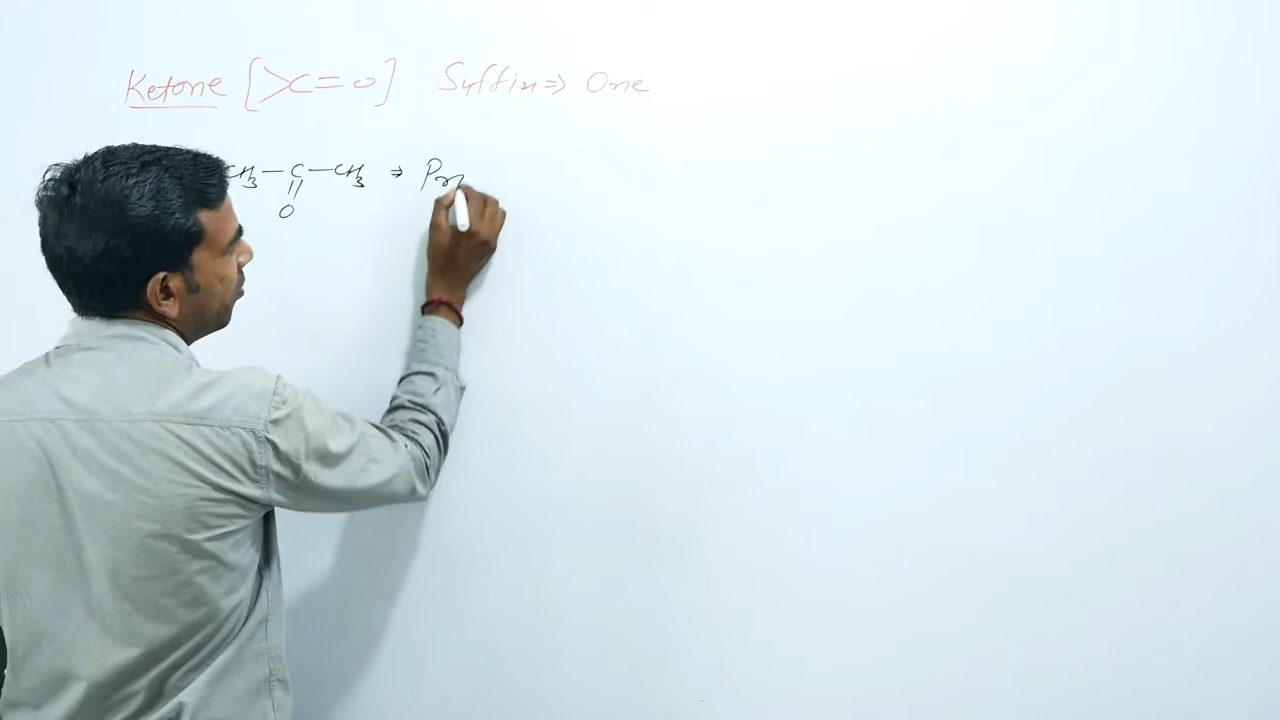 Ketone [>C=O] Suffix⇒ One
CH3—C—CH3 ⇒ Pro
||
O